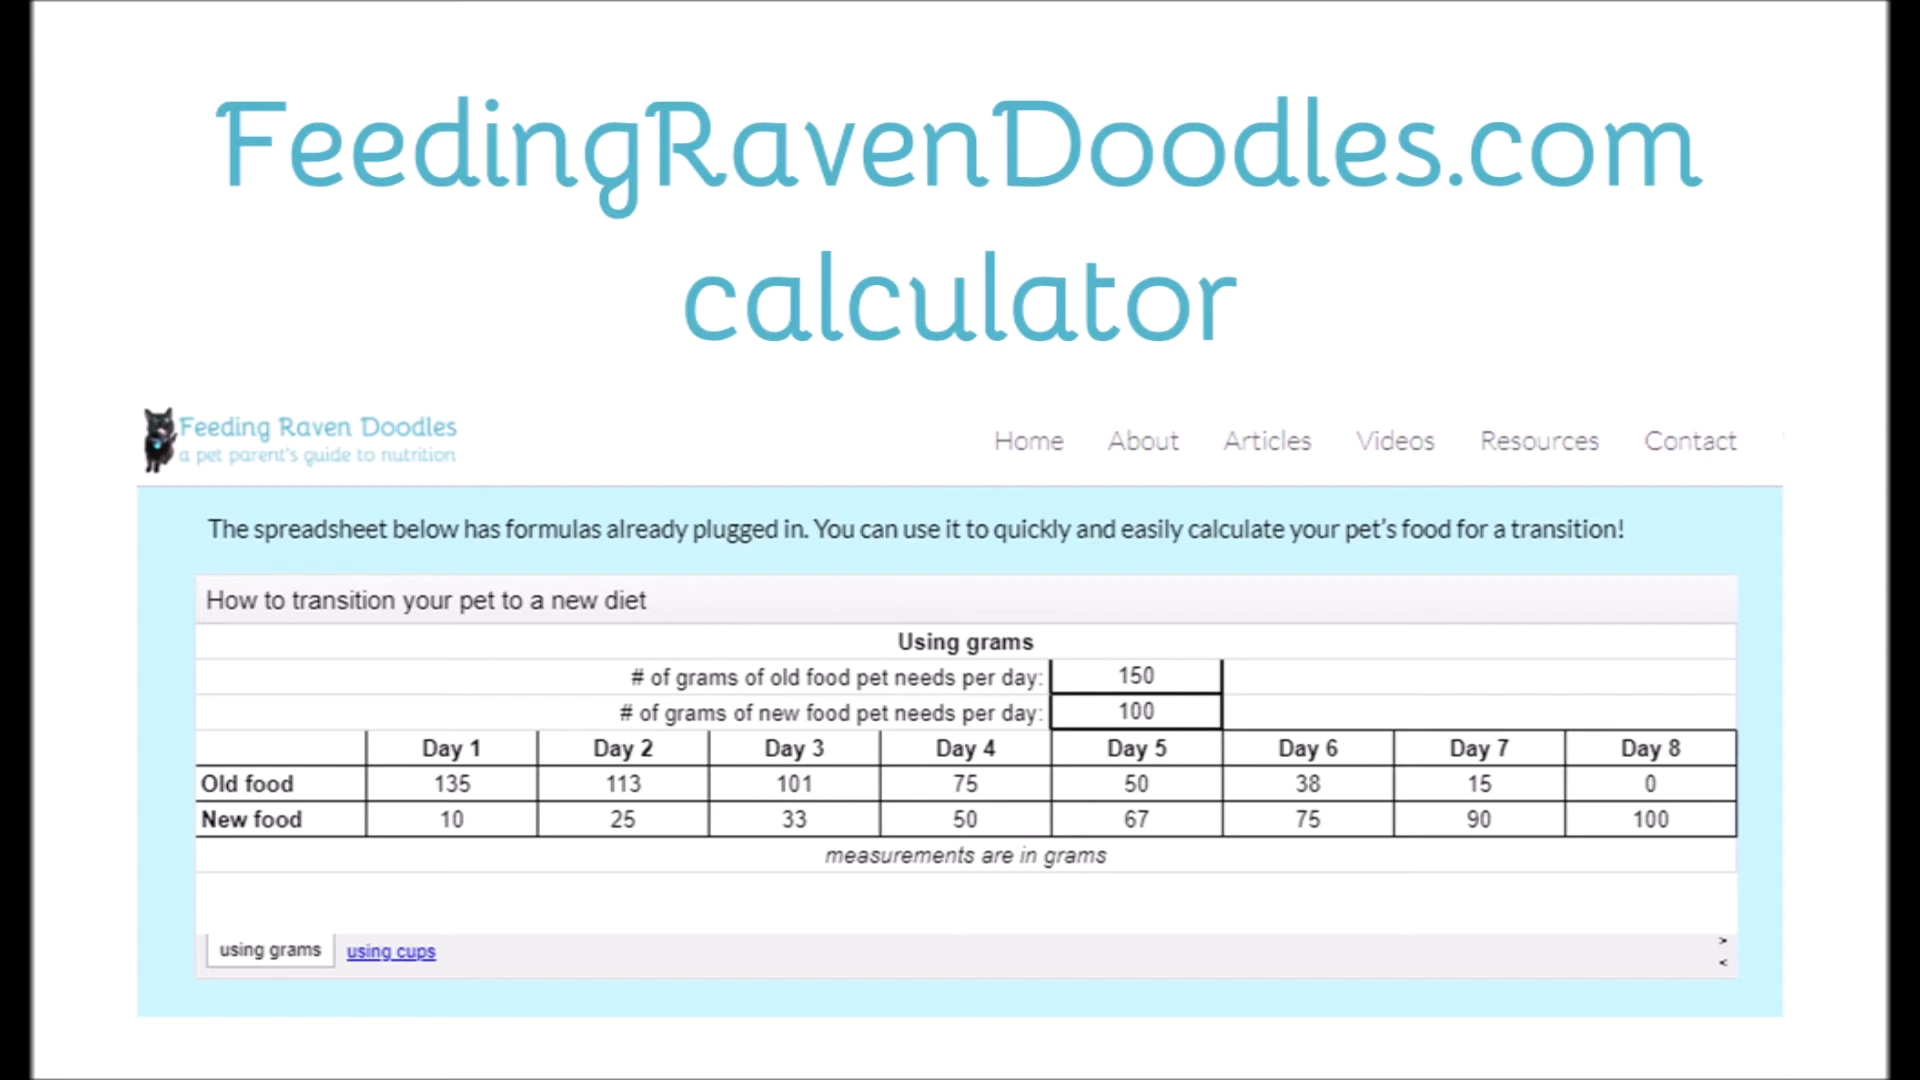 FeedingRavenDoodles.com
calculator
Feeding Raven Doodles
a pet parent's guide to nutrition
Home About Articles Videos Resources Contact
The spreadsheet below has formulas already plugged in. You can use it to quickly and easily calculate your pet's food for a transition!
How to transition your pet to a new diet
Using grams
# of grams of old food pet needs per day: 150
# of grams of new food pet needs per day: 100
Day 1 Day 2 Day 3 Day 4 Day 5 Day 6 Day 7 Day 8
Old food 135 113 101 75 50 38 15 0
New food 10 25 33 50 67 75 90 100
measurements are in grams
using grams using cups
>
<